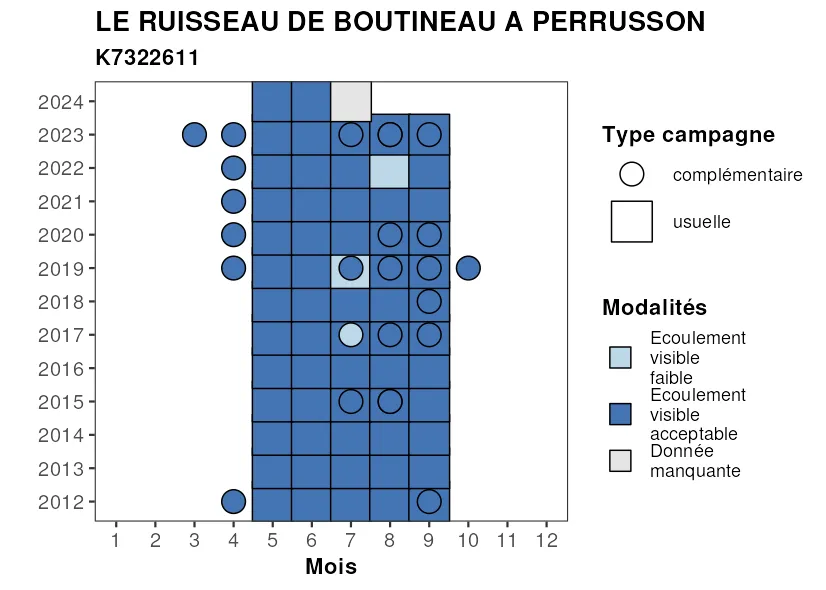 LE RUISSEAU DE BOUTINEAU A PERRUSSON
K7322611
2024
2023
2022
2021
2020
2019
2018
2017
2016
2015
2014
2013
2012
1 2 3 4 5 6 7 8 9 10 11 12
Mois
Type campagne
complémentaire
usuelle
Modalités
Ecoulement
visible
faible
Ecoulement
visible
acceptable
Donnée
manquante